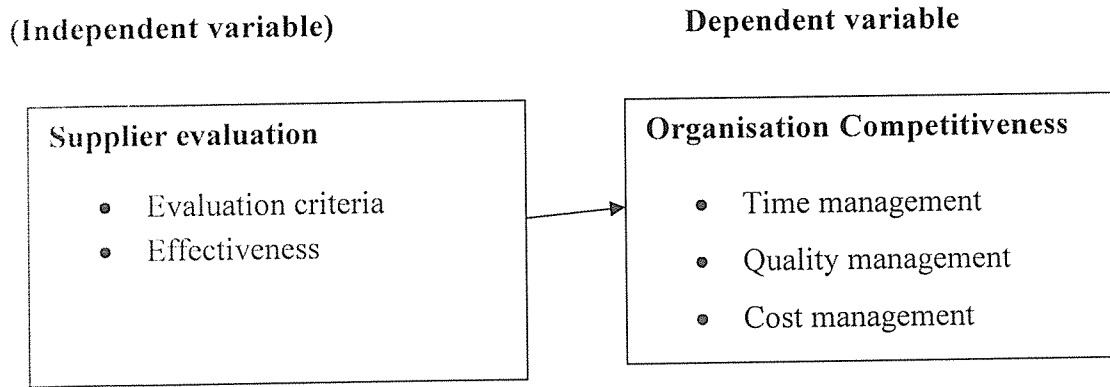 (Independent variable)
Dependent variable
Supplier evaluation
• Evaluation criteria
• Effectiveness
Organisation Competitiveness
• Time management
• Quality management
• Cost management